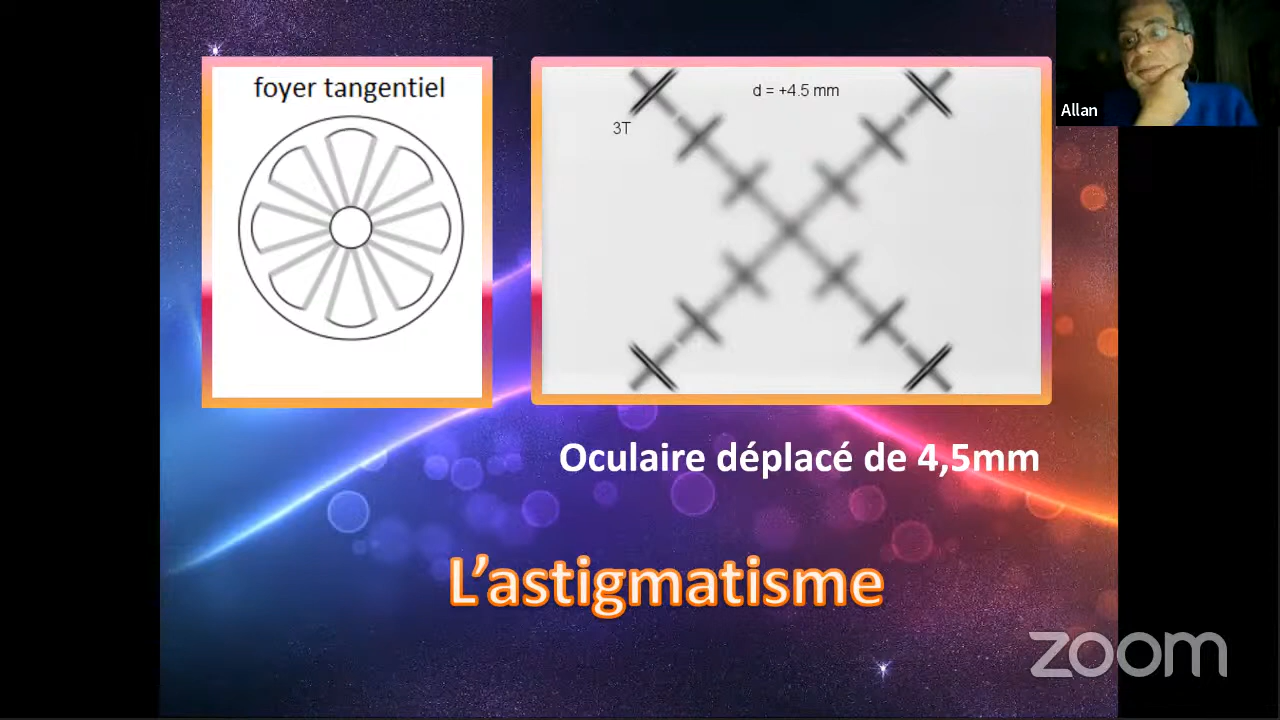 foyer tangentiel
d = +4.5 mm
3T
Allan
Oculaire déplacé de 4,5mm
L'astigmatisme
zoom